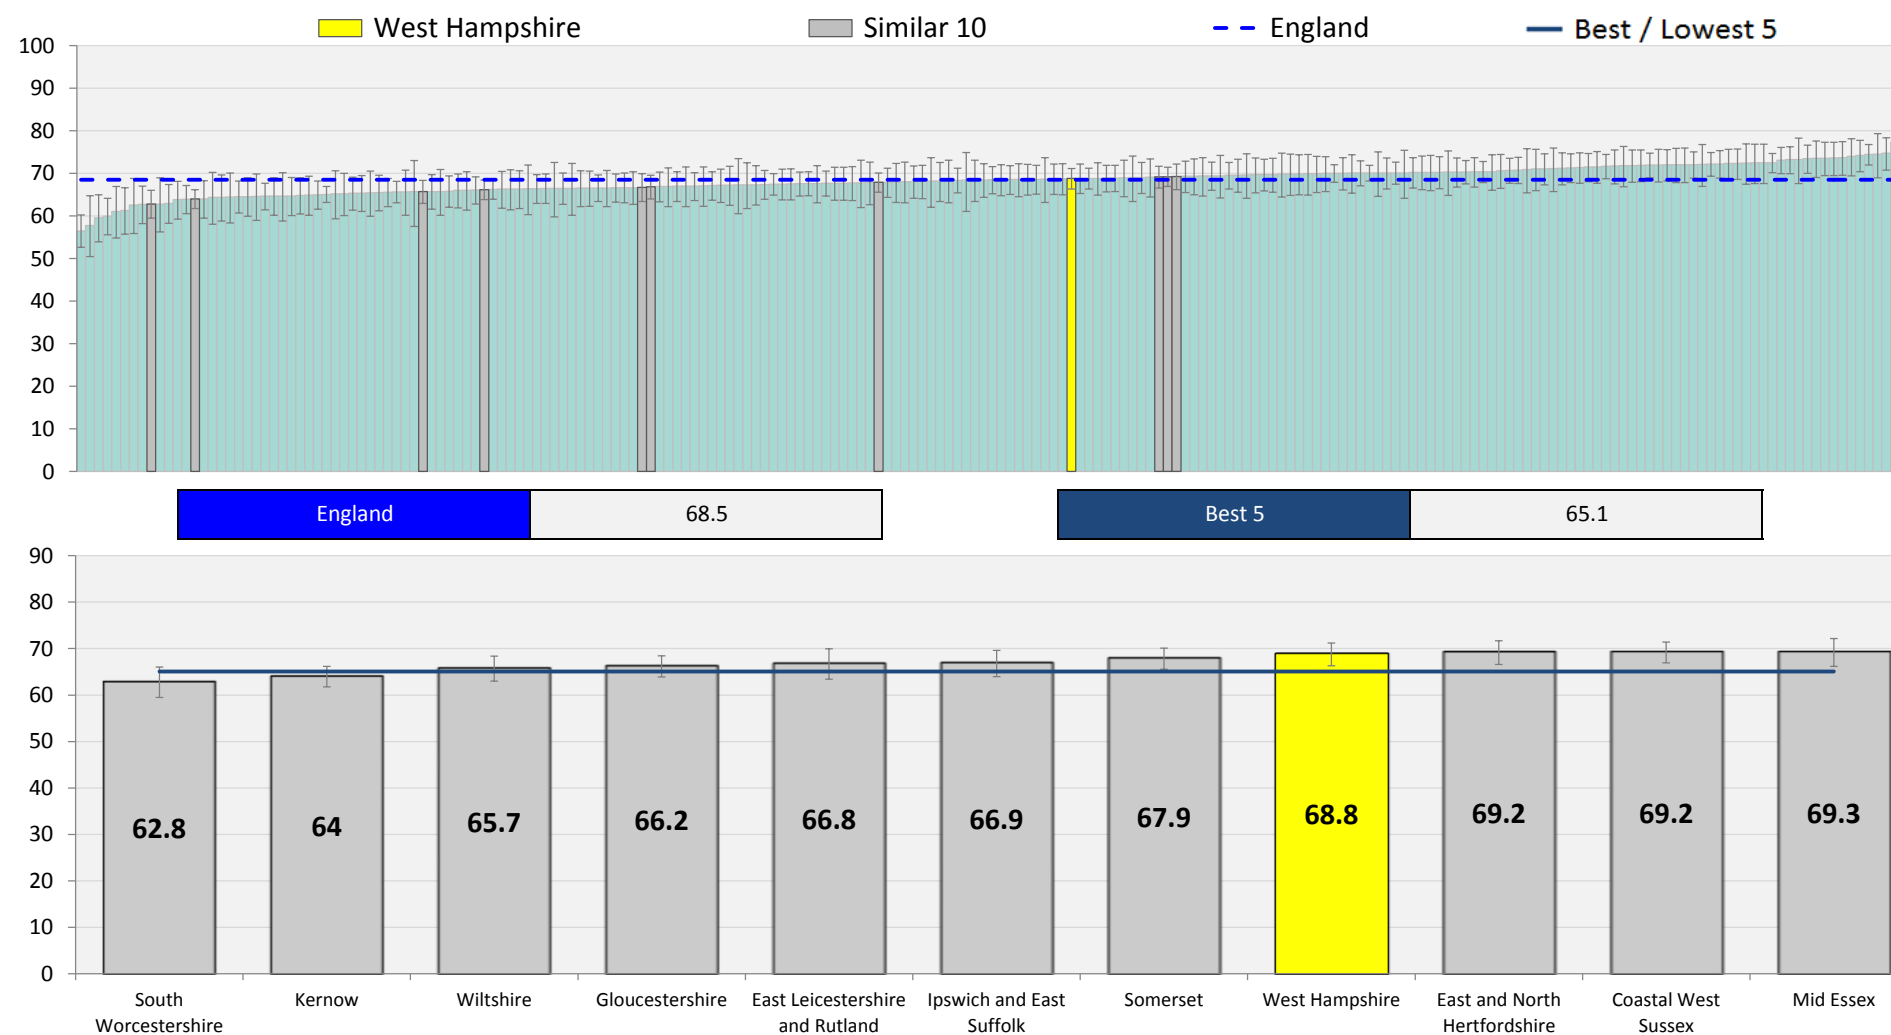 West Hampshire
Similar 10
England
Best / Lowest 5
100
90
80
70
60
50
40
30
20
10
0
England
68.5
Best 5
65.1
90
80
70
60
50
40
30
20
10
0
62.8
64
65.7
66.2
66.8
66.9
67.9
68.8
69.2
69.2
69.3
South
Worcestershire
Kernow
Wiltshire
Gloucestershire
East Leicestershire
and Rutland
Ipswich and East
Suffolk
Somerset
West Hampshire
East and North
Hertfordshire
Coastal West
Sussex
Mid Essex